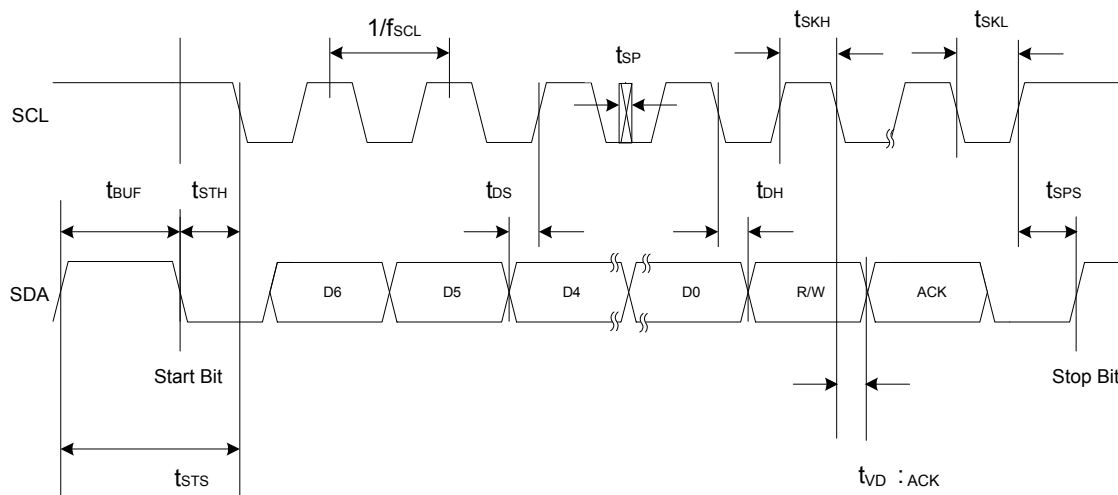 1/fSCL
tSP
tSKH
tSKL
SCL
tBUF
tSTH
tDS
tDH
tSPS
SDA
D6
D5
D4
D0
R/W
ACK
Start Bit
Stop Bit
tSTS
tVD : ACK